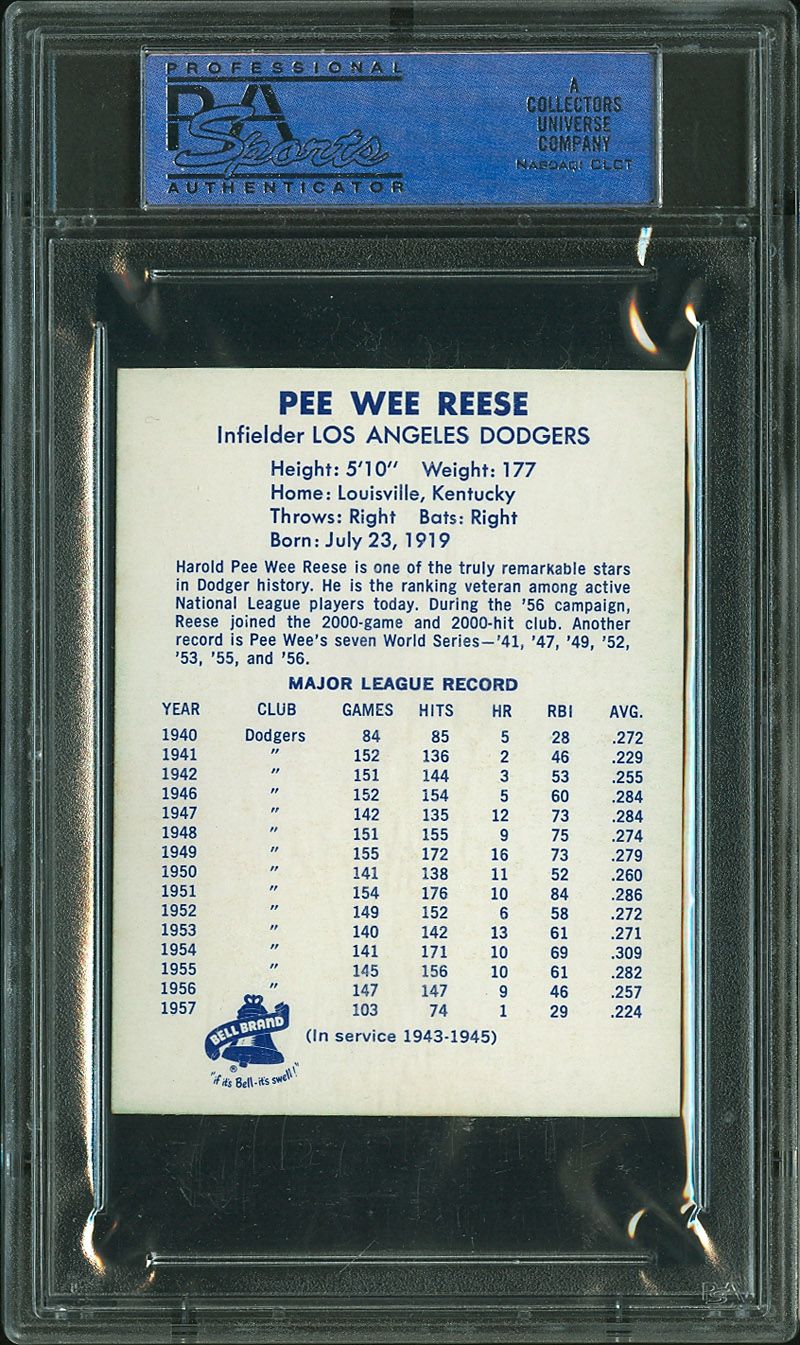 PROFESSIONAL
PSA
Sports
AUTHENTICATOR
A
COLLECTORS
UNIVERSE
COMPANY
NASDAQ: CLCT
PEE WEE REESE
Infielder LOS ANGELES DODGERS
Height: 5'10" Weight: 177
Home: Louisville, Kentucky
Throws: Right Bats: Right
Born: July 23, 1919
Harold Pee Wee Reese is one of the truly remarkable stars
in Dodger history. He is the ranking veteran among active
National League players today. During the '56 campaign,
Reese joined the 2000-game and 2000-hit club. Another
record is Pee Wee's seven World Series—'41, '47, '49, '52,
'53, '55, and '56.
MAJOR LEAGUE RECORD
YEAR CLUB GAMES HITS HR RBI AVG.
1940 Dodgers 84 85 5 28 .272
1941 " 152 136 2 46 .229
1942 " 151 144 3 53 .255
1946 " 152 154 5 60 .284
1947 " 142 135 12 73 .284
1948 " 151 155 9 75 .274
1949 " 155 172 16 73 .279
1950 " 141 138 11 52 .260
1951 " 154 176 10 84 .286
1952 " 149 152 6 58 .272
1953 " 140 142 13 61 .271
1954 " 141 171 10 69 .309
1955 " 145 156 10 61 .282
1956 " 147 147 9 46 .257
1957 103 74 1 29 .224
BELL BRAND
®
"if it's Bell-it's swell!"
(In service 1943-1945)
PSA